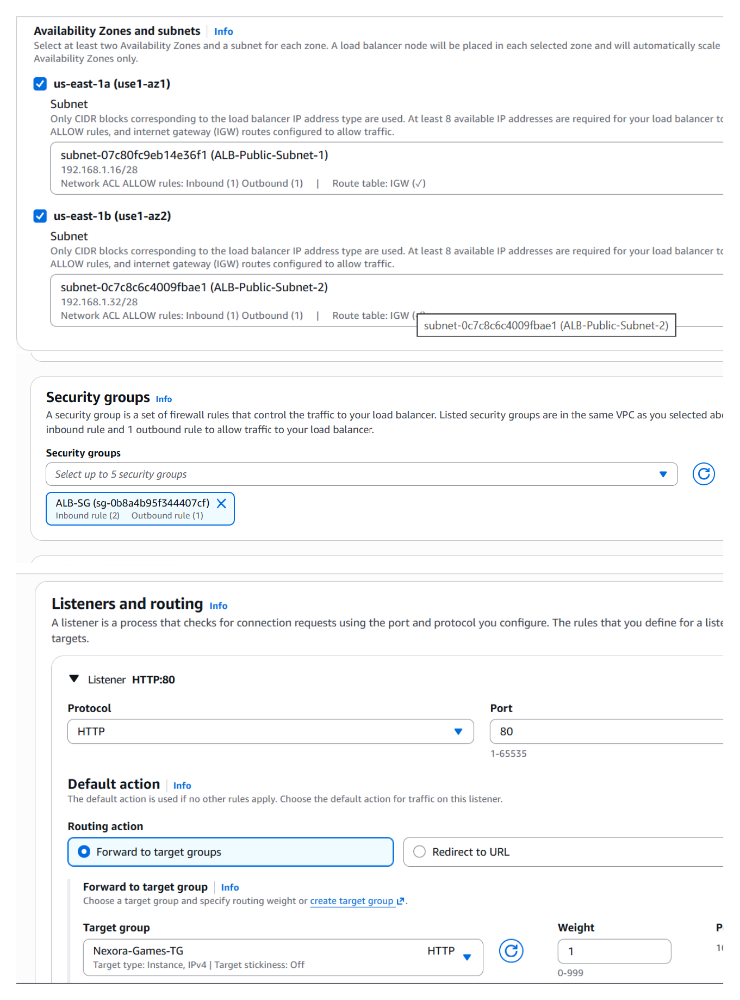 Availability Zones and subnets | Info
Select at least two Availability Zones and a subnet for each zone. A load balancer node will be placed in each selected zone and will automatically scale
Availability Zones only.
us-east-1a (use1-az1)
Subnet
Only CIDR blocks corresponding to the load balancer IP address type are used. At least 8 available IP addresses are required for your load balancer to
ALLOW rules, and internet gateway (IGW) routes configured to allow traffic.
subnet-07c80fc9eb14e36f1 (ALB-Public-Subnet-1)
192.168.1.16/28
Network ACL ALLOW rules: Inbound (1) Outbound (1) | Route table: IGW (✓)
us-east-1b (use1-az2)
Subnet
Only CIDR blocks corresponding to the load balancer IP address type are used. At least 8 available IP addresses are required for your load balancer to
ALLOW rules, and internet gateway (IGW) routes configured to allow traffic.
subnet-0c7c8c6c4009fbae1 (ALB-Public-Subnet-2)
192.168.1.32/28
Network ACL ALLOW rules: Inbound (1) Outbound (1) | Route table: IGW
subnet-0c7c8c6c4009fbae1 (ALB-Public-Subnet-2)
Security groups Info
A security group is a set of firewall rules that control the traffic to your load balancer. Listed security groups are in the same VPC as you selected
inbound rule and 1 outbound rule to allow traffic to your load balancer.
Security groups
Select up to 5 security groups
ALB-SG (sg-0b8a4b95f344407cf)
Inbound rule (2) Outbound rule (1)
Listeners and routing Info
A listener is a process that checks for connection requests using the port and protocol you configure. The rules that you define for a
targets.
Listener HTTP:80
Protocol
Port
HTTP
80
1-65535
Default action | Info
The default action is used if no other rules apply. Choose the default action for traffic on this listener.
Routing action
Forward to target groups
Redirect to URL
Forward to target group | Info
Choose a target group and specify routing weight or create target group.
Target group
Weight
Nexora-Games-TG HTTP
1
Target type: Instance, IPv4 | Target stickiness: Off
0-999